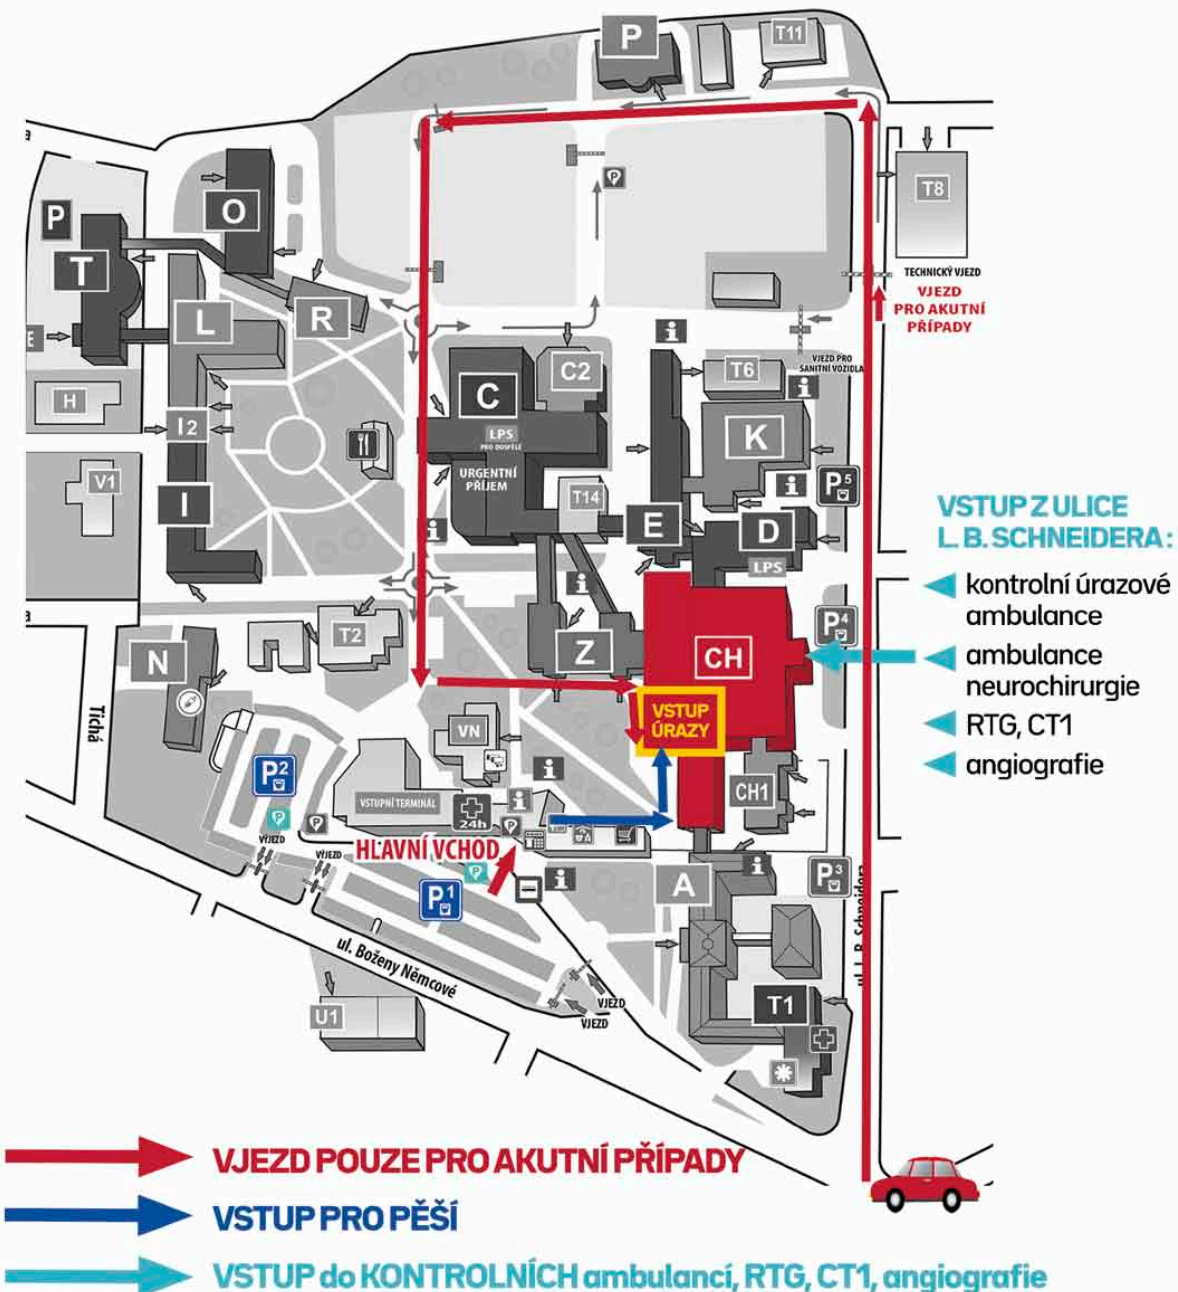 P
T11
O
P
T8
T
TECHNICKÝ VJEZD
VJEZD
PRO AKUTNÍ
PŘÍPADY
L
R
E
C2
T6
VJEZD PRO
SANITNÍ VOZIDLA
H
C
K
I2
LPS
PRO DOSPĚLÉ
URGENTNÍ
PŘÍJEM
V1
T14
P5
I
E
D
LPS
VSTUP Z ULICE
L. B. SCHNEIDERA:
kontrolní úrazové
ambulance
ambulance
neurochirurgie
RTG, CT1
angiografie
T2
P4
N
Z
CH
Tichá
VSTUP
ÚRAZY
VN
P2
VSTUPNÍ TERMINÁL
24h
CH1
VÝJEZD
VÝJEZD
HLAVNÍ VCHOD
P
P
P
P
P
P1
A
P3
ul. L. B. Schneidera
ul. Boženy Němcové
VJEZD
VJEZD
U1
T1
VJEZD POUZE PRO AKUTNÍ PŘÍPADY
VSTUP PRO PĚŠÍ
VSTUP do KONTROLNÍCH ambulancí, RTG, CT1, angiografie